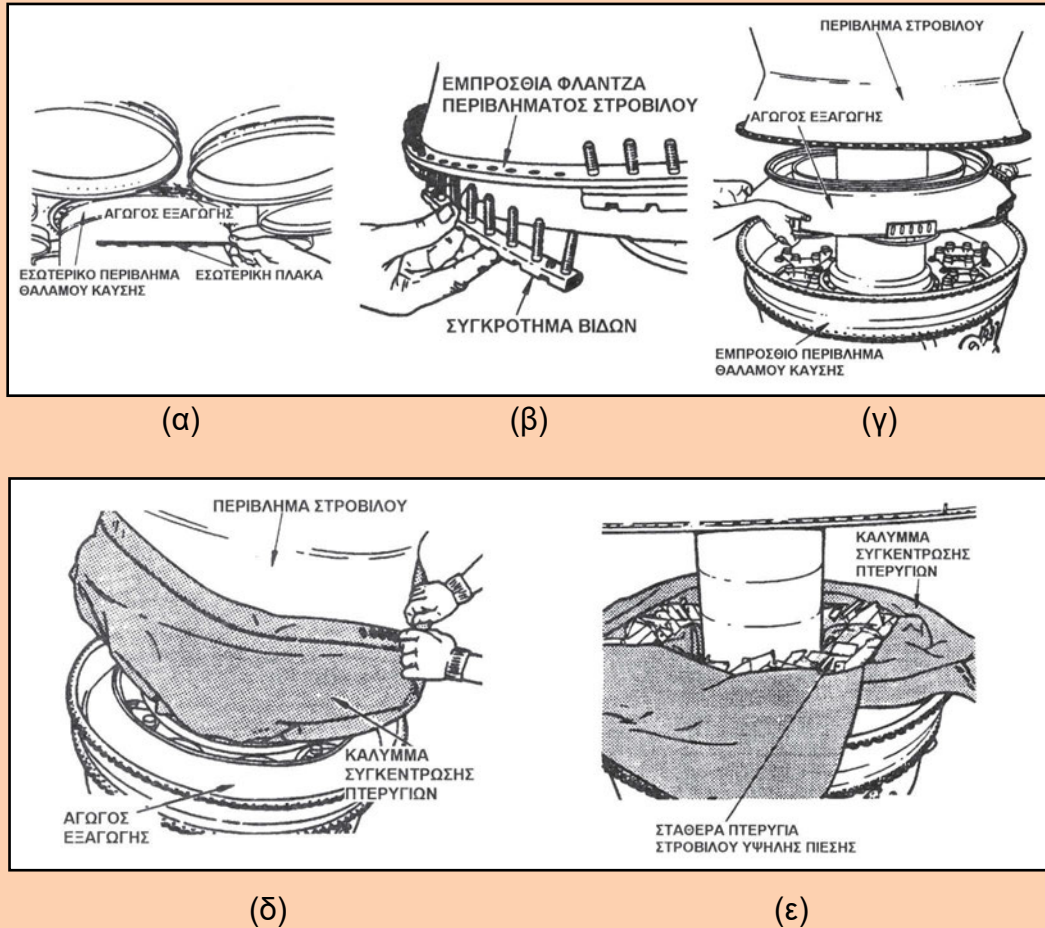 ΑΓΩΓΟΣ ΕΞΑΓΩΓΗΣ
ΕΣΩΤΕΡΙΚΟ ΠΕΡΙΒΛΗΜΑ
ΘΑΛΑΜΟΥ ΚΑΥΣΗΣ
ΕΣΩΤΕΡΙΚΗ ΠΛΑΚΑ
ΕΜΠΡΟΣΘΙΑ ΦΛΑΝΤΖΑ
ΠΕΡΙΒΛΗΜΑΤΟΣ ΣΤΡΟΒΙΛΟΥ
ΣΥΓΚΡΟΤΗΜΑ ΒΙΔΩΝ
ΠΕΡΙΒΛΗΜΑ ΣΤΡΟΒΙΛΟΥ
ΑΓΩΓΟΣ ΕΞΑΓΩΓΗΣ
ΕΜΠΡΟΣΘΙΟ ΠΕΡΙΒΛΗΜΑ
ΘΑΛΑΜΟΥ ΚΑΥΣΗΣ
(α)
(β)
(γ)
ΠΕΡΙΒΛΗΜΑ ΣΤΡΟΒΙΛΟΥ
ΚΑΛΥΜΜΑ
ΣΥΓΚΕΝΤΡΩΣΗΣ
ΠΤΕΡΥΓΙΩΝ
ΑΓΩΓΟΣ
ΕΞΑΓΩΓΗΣ
ΚΑΛΥΜΜΑ
ΣΥΓΚΕΝΤΡΩΣΗΣ
ΠΤΕΡΥΓΙΩΝ
ΣΤΑΘΕΡΑ ΠΤΕΡΥΓΙΑ
ΣΤΡΟΒΙΛΟΥ ΥΨΗΛΗΣ ΠΙΕΣΗΣ
(δ)
(ε)